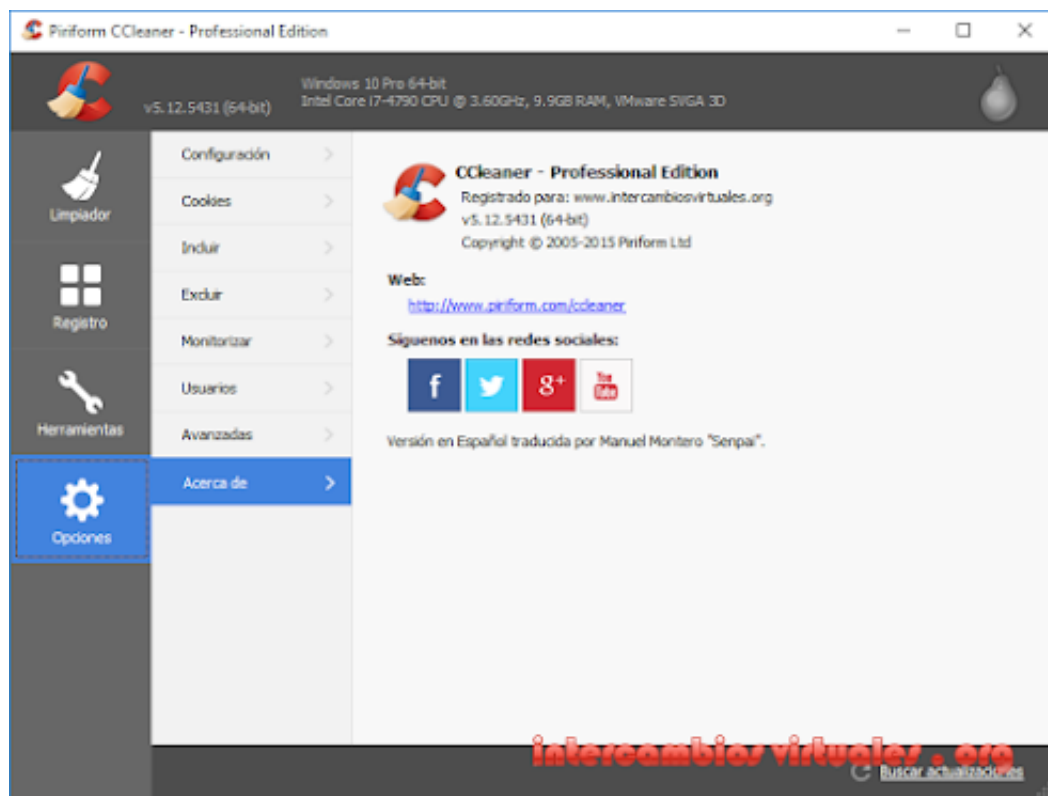 Piriform CCleaner - Professional Edition
v5.12.5431 (64-bit)
Windows 10 Pro 64-bit
Intel Core i7-4790 CPU @ 3.60GHz, 9.9GB RAM, VMware SVGA 3D
Limpiador
Registro
Herramientas
Opciones
Configuración
Cookies
Incluir
Excluir
Monitorizar
Usuarios
Avanzadas
Acerca de
CCleaner - Professional Edition
Registrado para: www.intercambiosvirtuales.org
v5.12.5431 (64-bit)
Copyright © 2005-2015 Piriform Ltd
Web:
http://www.piriform.com/ccleaner
Síguenos en las redes sociales:
f
g+
You Tube
Versión en Español traducida por Manuel Montero "Senpai".
intercambios virtuales . org
Buscar actualizaciones